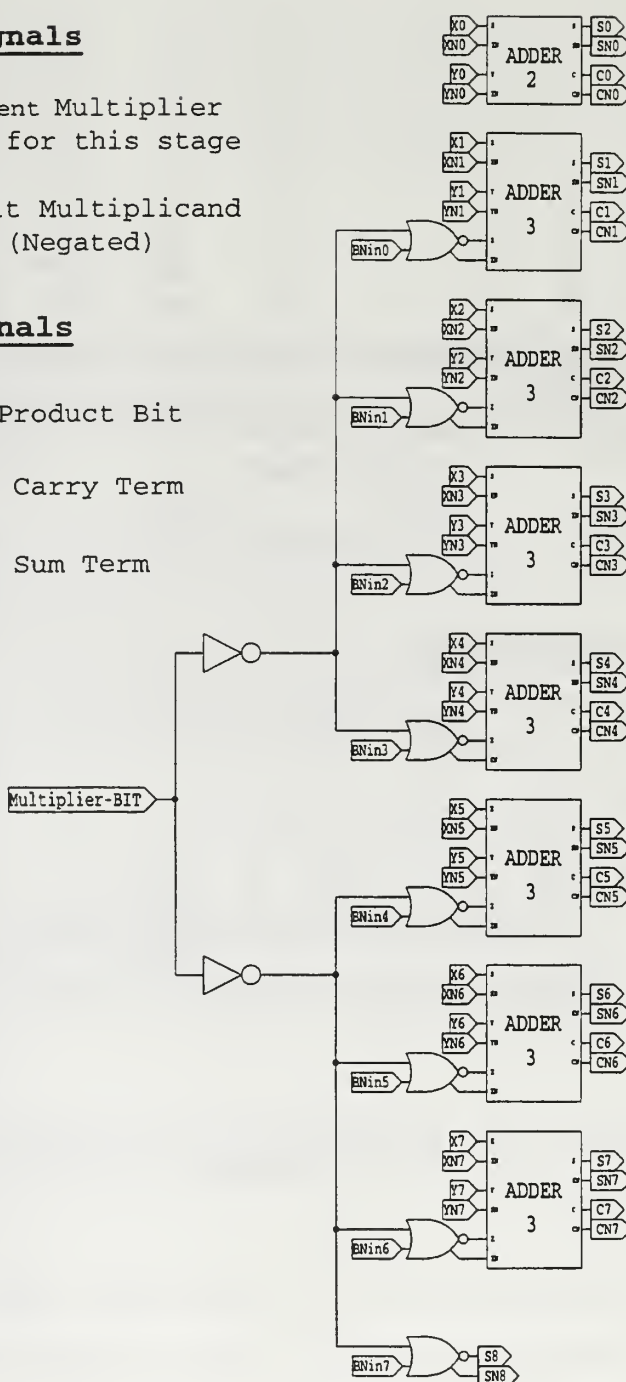 gnals
ent Multiplier
for this stage
it Multiplicand
(Negated)
nals
Product Bit
Carry Term
Sum Term
Multiplier-BIT
X0
XN0
Y0
YN0
ADDER
2
S0
SN0
C0
CN0
X1
XN1
Y1
YN1
BNin0
ADDER
3
S1
SN1
C1
CN1
X2
XN2
Y2
YN2
BNin1
ADDER
3
S2
SN2
C2
CN2
X3
XN3
Y3
YN3
BNin2
ADDER
3
S3
SN3
C3
CN3
X4
XN4
Y4
YN4
BNin3
ADDER
3
S4
SN4
C4
CN4
X5
XN5
Y5
YN5
BNin4
ADDER
3
S5
SN5
C5
CN5
X6
XN6
Y6
YN6
BNin5
ADDER
3
S6
SN6
C6
CN6
X7
XN7
Y7
YN7
BNin6
ADDER
3
S7
SN7
C7
CN7
BNin7
S8
SN8